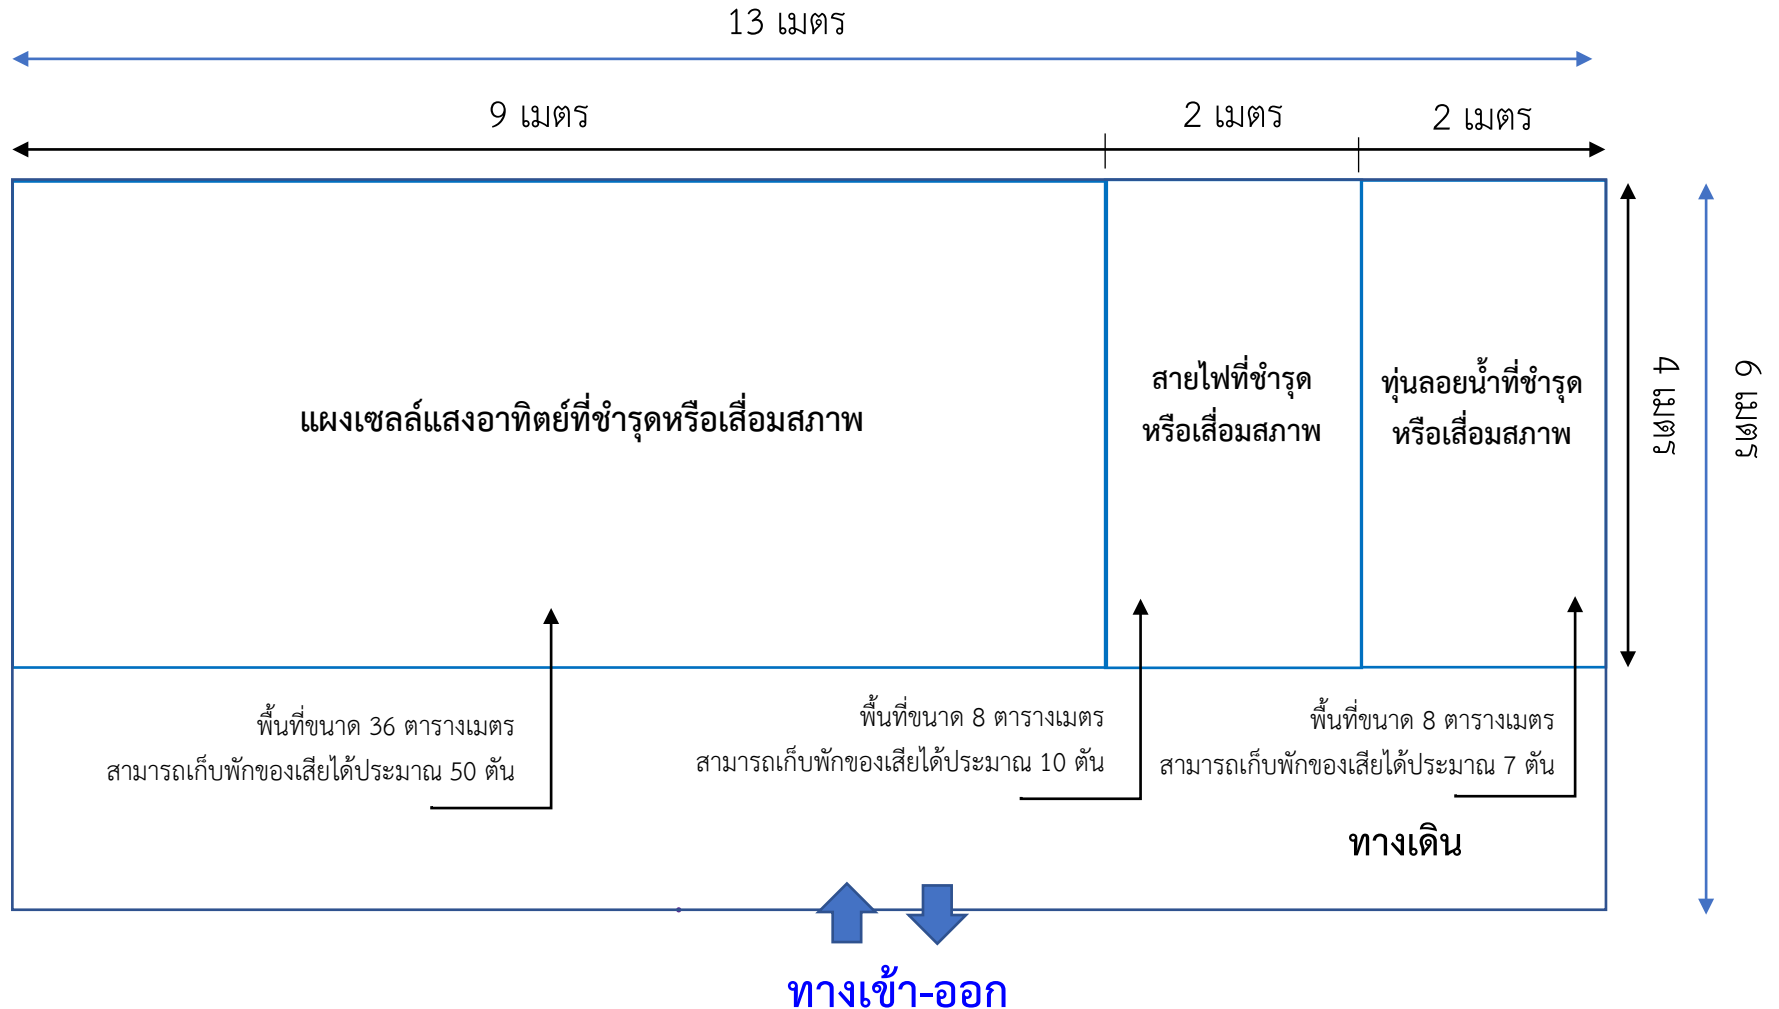 13 เมตร
9 เมตร
2 เมตร
2 เมตร
แผงเซลล์แสงอาทิตย์ที่ชำรุดหรือเสื่อมสภาพ
สายไฟที่ชำรุด
หรือเสื่อมสภาพ
ทุ่นลอยน้ำที่ชำรุด
หรือเสื่อมสภาพ
4 เมตร
6 เมตร
พื้นที่ขนาด 36 ตารางเมตร
สามารถเก็บพักของเสียได้ประมาณ 50 ตัน
พื้นที่ขนาด 8 ตารางเมตร
สามารถเก็บพักของเสียได้ประมาณ 10 ตัน
พื้นที่ขนาด 8 ตารางเมตร
สามารถเก็บพักของเสียได้ประมาณ 7 ตัน
ทางเดิน
ทางเข้า-ออก